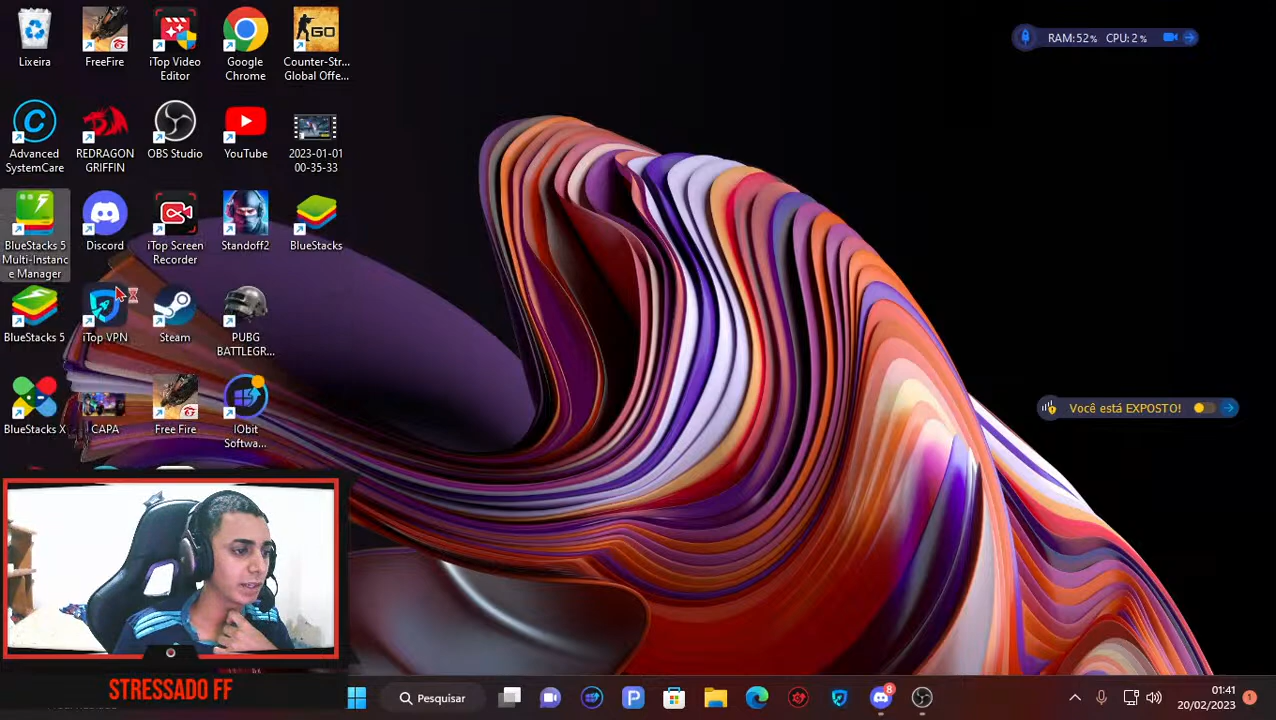 Lixeira
FreeFire
iTop Video
Editor
Google
Chrome
Counter-Str...
Global Offe...
GO
RAM:52% CPU:2%
Advanced
SystemCare
REDRAGON
GRIFFIN
OBS Studio
YouTube
2023-01-01
00-35-33
BlueStacks 5
Multi-Instanc
e Manager
Discord
iTop Screen
Recorder
Standoff2
BlueStacks
BlueStacks 5
iTop VPN
Steam
PUBG
BATTLEGR...
BlueStacks X
CAPA
Free Fire
IObit
Softwa...
Você está EXPOSTO!
STRESSADO FF
Pesquisar
8
01:41
20/02/2023
1